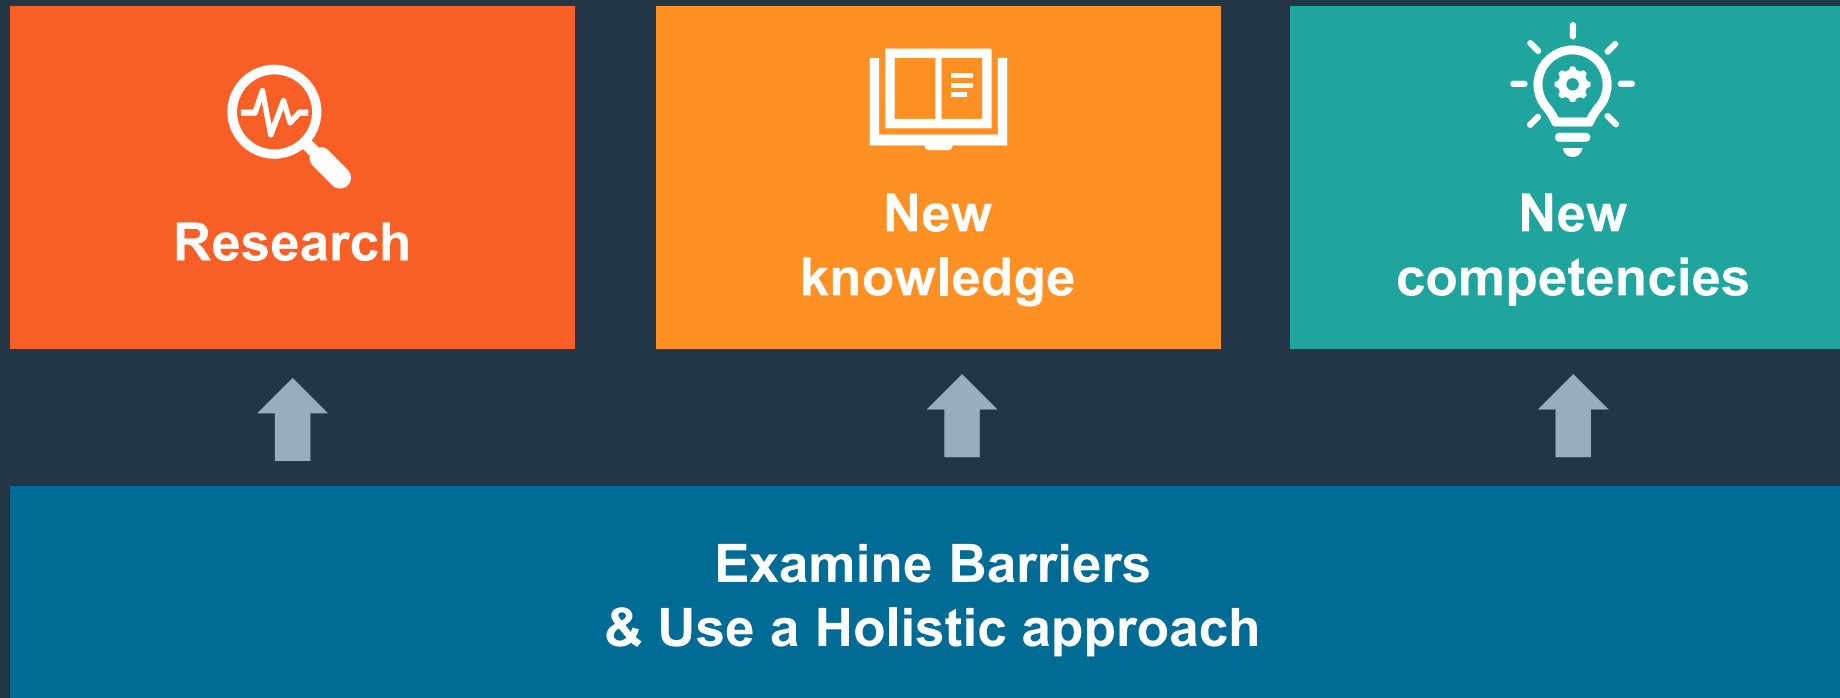 Research
New
knowledge
New
competencies
Examine Barriers
& Use a Holistic approach